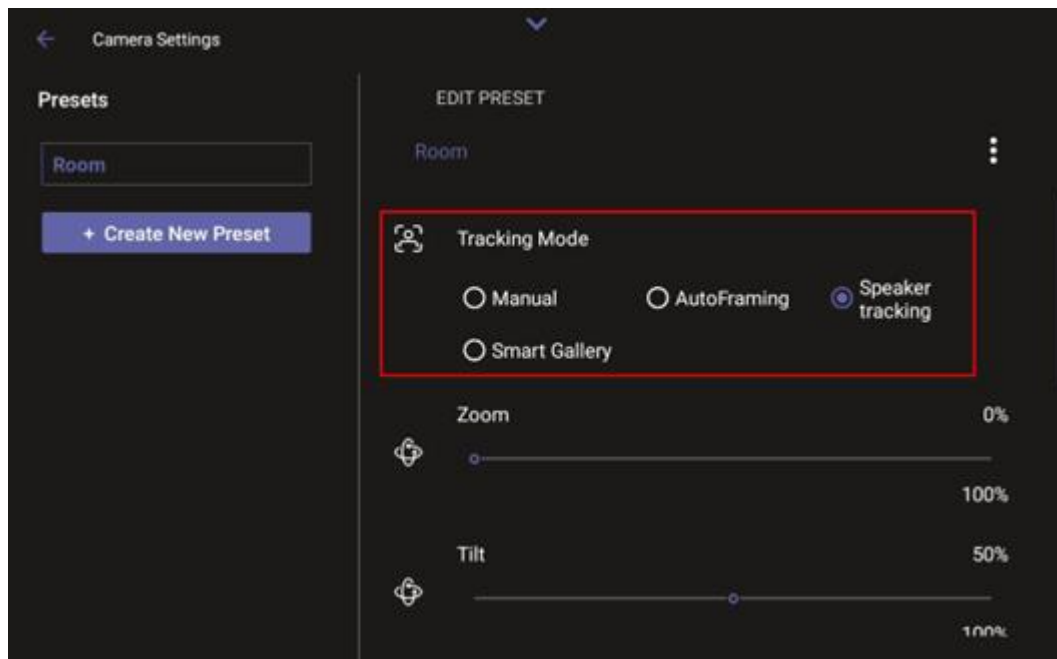 Camera Settings
Presets
Room
+ Create New Preset
EDIT PRESET
Room
Tracking Mode
Manual
AutoFraming
Speaker
tracking
Smart Gallery
Zoom
0%
100%
Tilt
50%
100%